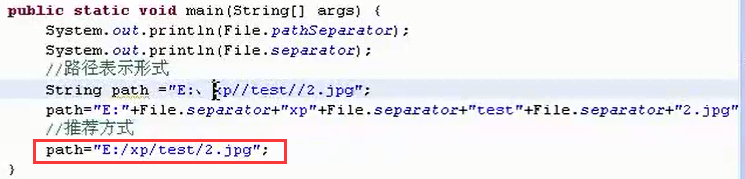 public static void main(String[] args) {
System.out.println(File.pathSeparator);
System.out.println(File.separator);
//路径表示形式
String path ="E:、xp//test//2.jpg";
path="E:"+File.separator+"xp"+File.separator+"test"+File.separator+"2.jpg"
//推荐方式
path="E:/xp/test/2.jpg";
}